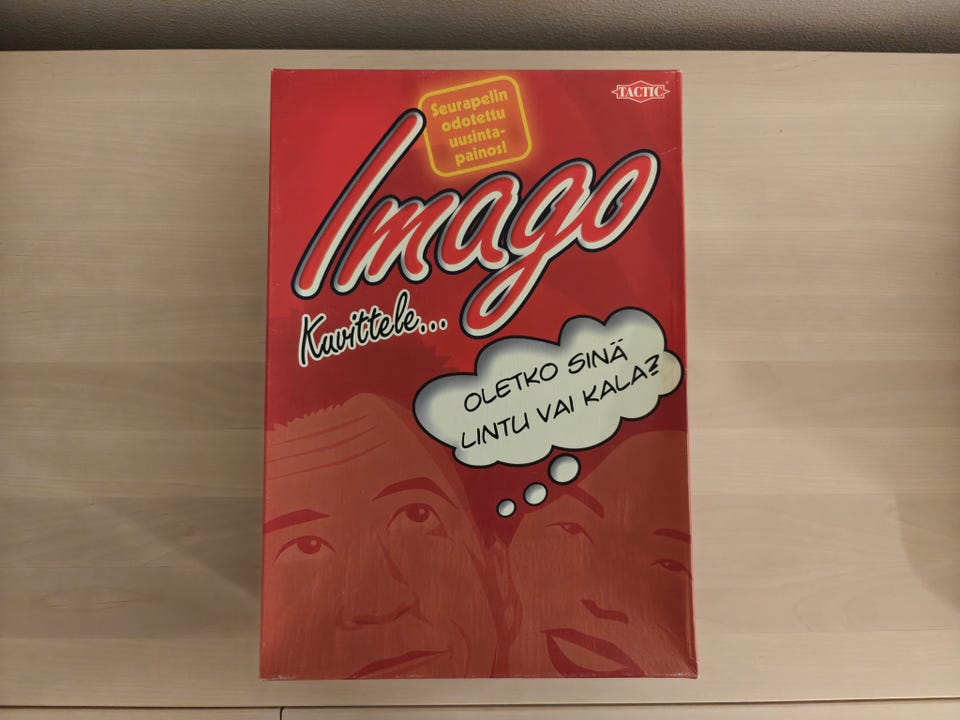 TACTIC
Seurapelin
odotettu
uusinta-
painos!
Imago
Kuvittele...
OLETKO SINÄ
LINTU VAI KALA?